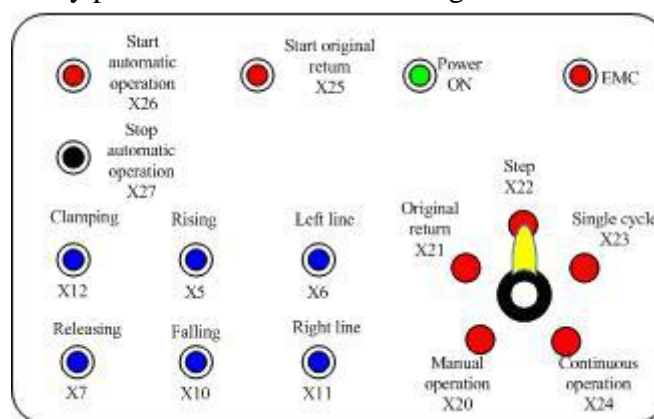 Start
automatic
operation
X26
Start original
return
X25
Power
ON
EMC
Stop
automatic
operation
X27
Step
X22
Original
return
X21
Single cycle
X23
Clamping
Rising
Left line
X12
X5
X6
Releasing
Falling
Right line
X7
X10
X11
Manual
operation
X20
Continuous
operation
X24